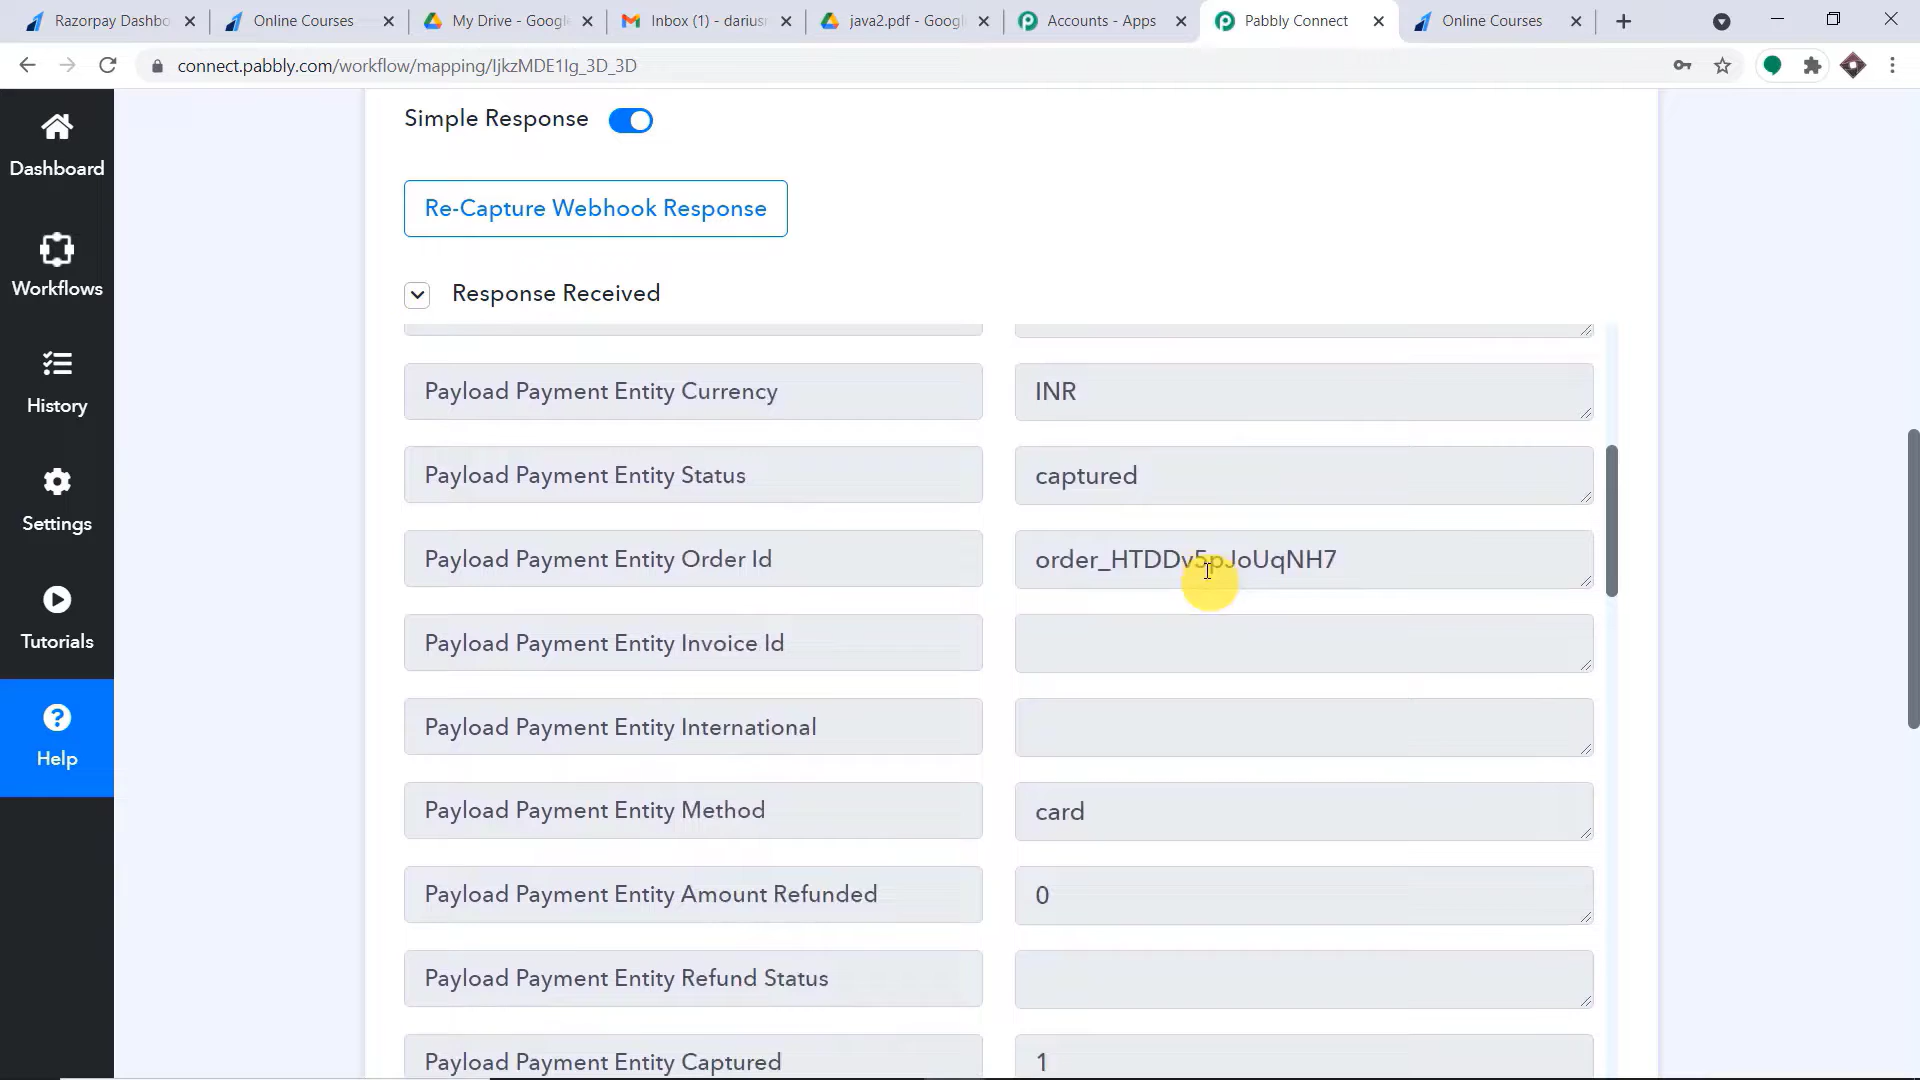 Razorpay Dashbo
Online Courses
My Drive - Google
Inbox (1) - darius
java2.pdf - Googl
Accounts - Apps
Pabbly Connect
Online Courses
connect.pabbly.com/workflow/mapping/IjkzMDE1Ig_3D_3D
Dashboard
Workflows
History
Settings
Tutorials
Help
Simple Response
Re-Capture Webhook Response
Response Received
Payload Payment Entity Currency
INR
Payload Payment Entity Status
captured
Payload Payment Entity Order Id
order_HTDDv5pJoUqNH7
Payload Payment Entity Invoice Id
Payload Payment Entity International
Payload Payment Entity Method
card
Payload Payment Entity Amount Refunded
0
Payload Payment Entity Refund Status
Payload Payment Entity Captured
1